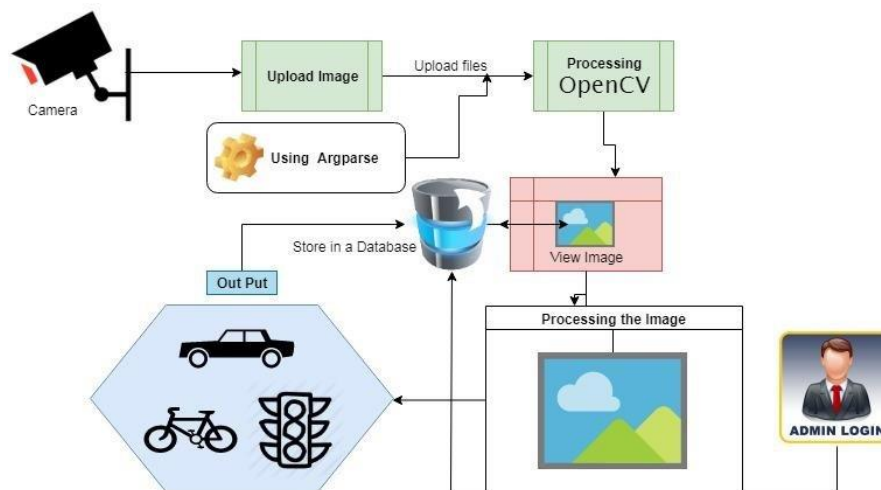 Camera
Upload Image
Upload files
Processing
OpenCV
Using Argparse
Store in a Database
View Image
Out Put
Processing the Image
ADMIN LOGIN